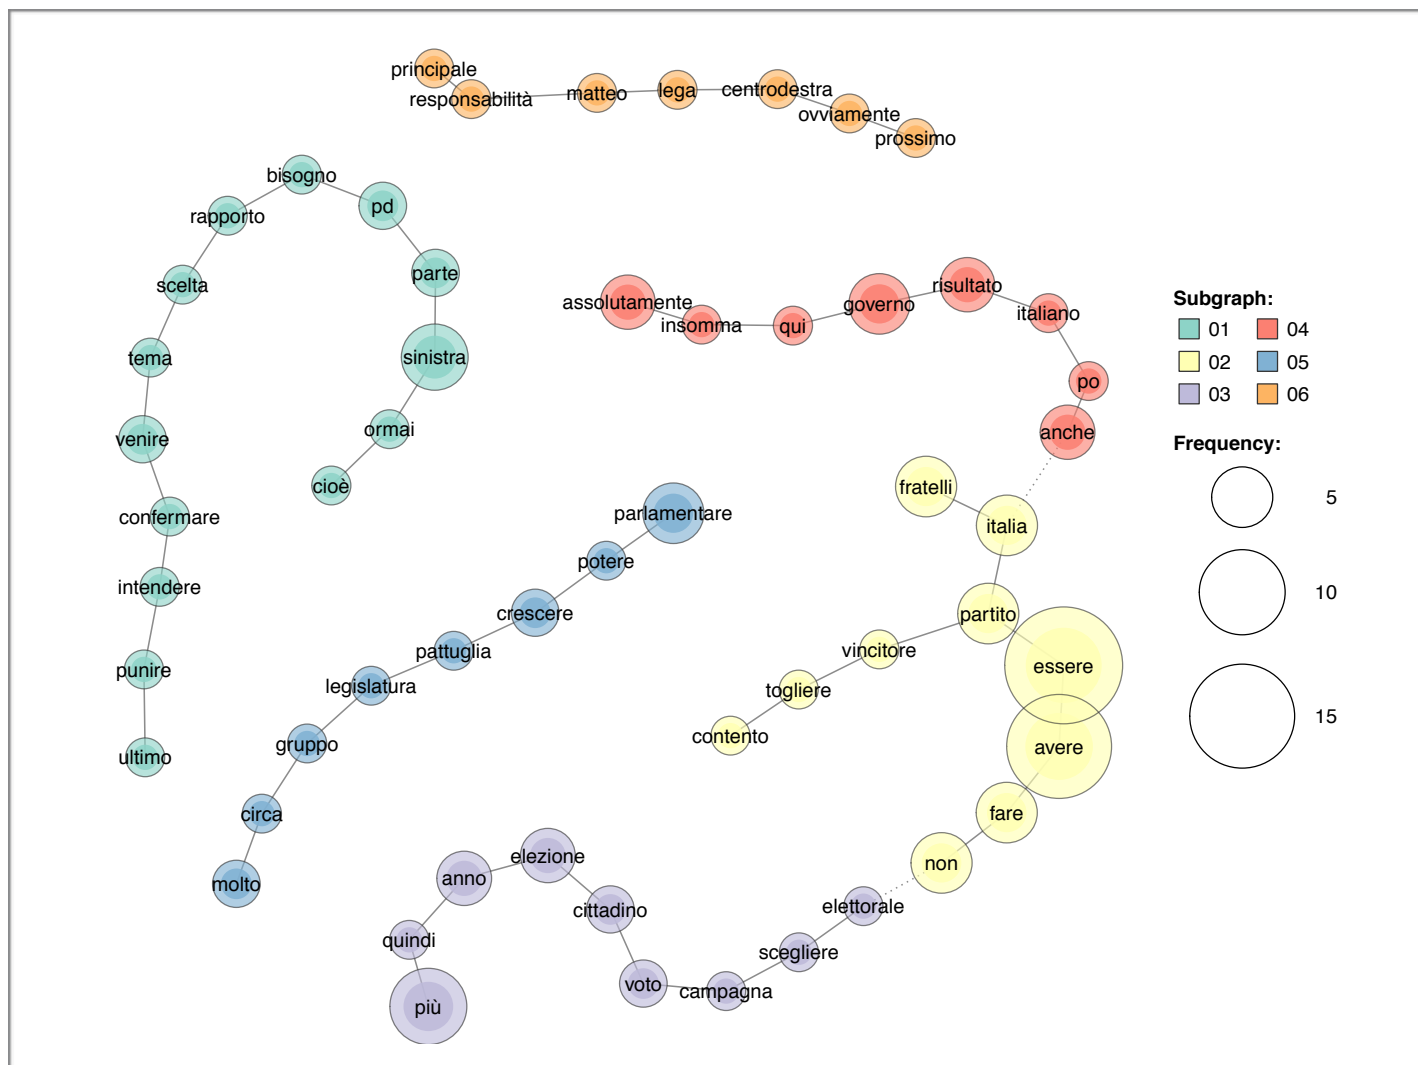 principale
responsabilità
matteo
lega
centrodestra
ovviamente
prossimo
bisogno
rapporto
pd
scelta
parte
tema
sinistra
venire
ormai
confermare
cioè
intendere
punire
ultimo
assolutamente
insomma
qui
governo
risultato
italiano
po
anche
fratelli
italia
partito
vincitore
togliere
contento
essere
avere
fare
non
parlamentare
potere
crescere
pattuglia
legislatura
gruppo
circa
molto
elezione
anno
cittadino
quindi
più
voto
campagna
scegliere
elettorale
Subgraph:
01 04
02 05
03 06
Frequency:
5
10
15